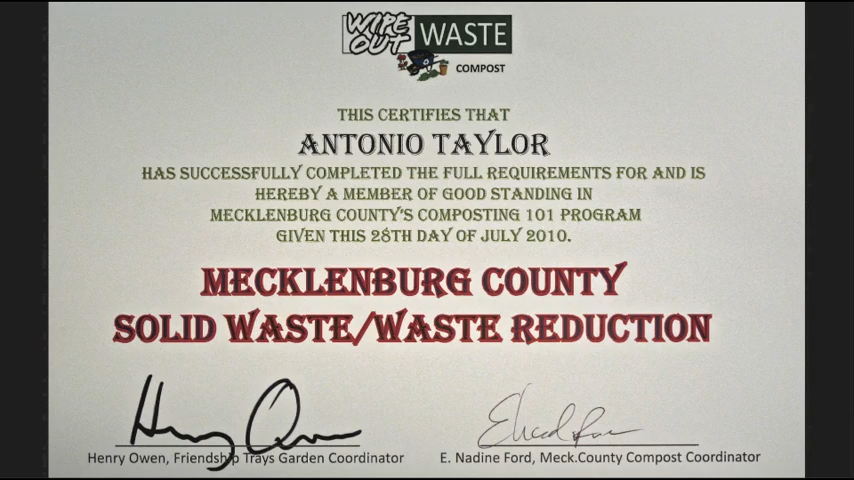 WIPE OUT WASTE
COMPOST
THIS CERTIFIES THAT
ANTONIO TAYLOR
HAS SUCCESSFULLY COMPLETED THE FULL REQUIREMENTS FOR AND IS
HEREBY A MEMBER OF GOOD STANDING IN
MECKLENBURG COUNTY'S COMPOSTING 101 PROGRAM
GIVEN THIS 28TH DAY OF JULY 2010.
MECKLENBURG COUNTY
SOLID WASTE/WASTE REDUCTION
Henry Owen, Friendship Trays Garden Coordinator
E. Nadine Ford, Meck.County Compost Coordinator